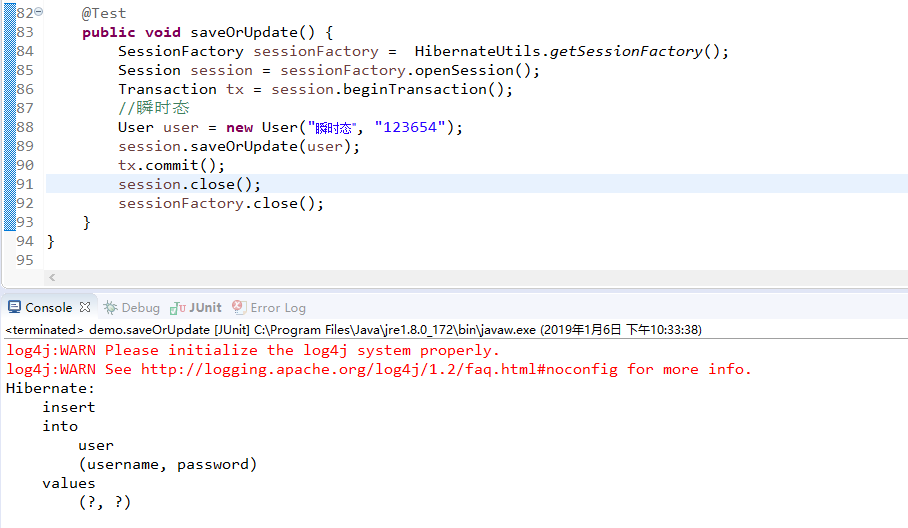 82 @Test
83 public void saveOrUpdate() {
84 SessionFactory sessionFactory = HibernateUtils.getSessionFactory();
85 Session session = sessionFactory.openSession();
86 Transaction tx = session.beginTransaction();
87 //瞬时态
88 User user = new User("瞬时态", "123654");
89 session.saveOrUpdate(user);
90 tx.commit();
91 session.close();
92 sessionFactory.close();
93 }
94 }
95
Console Debug JUnit Error Log
<terminated> demo.saveOrUpdate [JUnit] C:\Program Files\Java\jre1.8.0_172\bin\javaw.exe (2019年1月6日 下午10:33:38)
log4j:WARN Please initialize the log4j system properly.
log4j:WARN See http://logging.apache.org/log4j/1.2/faq.html#noconfig for more info.
Hibernate:
insert
into
user
(username, password)
values
(?, ?)